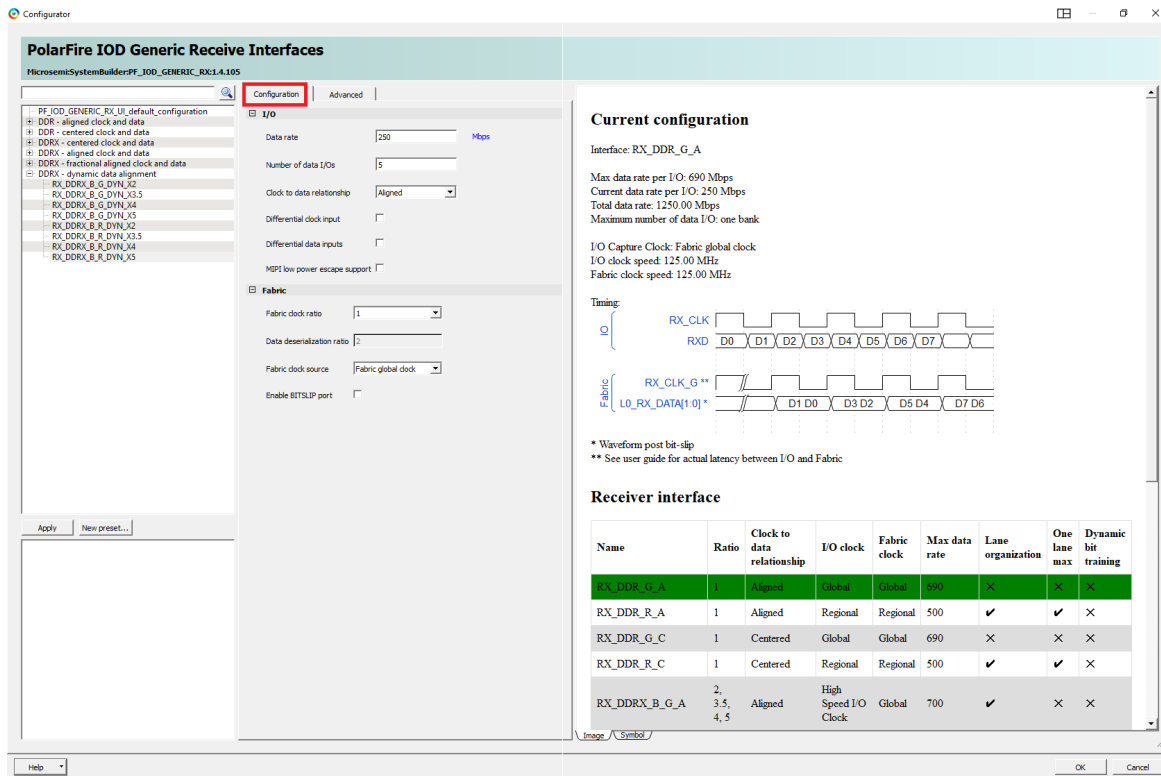 Configurator
PolarFire IOD Generic Receive Interfaces
Microsemi:SystemBuilder:PF_IOD_GENERIC_RX:1.4.105
PF_IOD_GENERIC_RX_UI_default_configuration
DDR - aligned clock and data
DDR - centered clock and data
DDRX - centered clock and data
DDRX - aligned clock and data
DDRX - fractional aligned clock and data
DDRX - dynamic data alignment
RX_DDRX_B_G_DYN_X2
RX_DDRX_B_G_DYN_X3.5
RX_DDRX_B_G_DYN_X4
RX_DDRX_B_G_DYN_X5
RX_DDRX_B_R_DYN_X2
RX_DDRX_B_R_DYN_X3.5
RX_DDRX_B_R_DYN_X4
RX_DDRX_B_R_DYN_X5
Apply New preset...
Configuration Advanced
I/O
Data rate 250 Mbps
Number of data I/Os 5
Clock to data relationship Aligned
Differential clock input
Differential data inputs
MIPI low power escape support
Fabric
Fabric clock ratio 1
Data deserialization ratio 2
Fabric clock source Fabric global clock
Enable BITSLIP port
Current configuration
Interface: RX_DDR_G_A
Max data rate per I/O: 690 Mbps
Current data rate per I/O: 250 Mbps
Total data rate: 1250.00 Mbps
Maximum number of data I/O: one bank
I/O Capture Clock: Fabric global clock
I/O clock speed: 125.00 MHz
Fabric clock speed: 125.00 MHz
Timing:
IO
RX_CLK
RXD D0 D1 D2 D3 D4 D5 D6 D7
Fabric
RX_CLK_G **
L0_RX_DATA[1:0] * D1 D0 D3 D2 D5 D4 D7 D6
* Waveform post bit-slip
** See user guide for actual latency between I/O and Fabric
Receiver interface
Name Ratio Clock to data relationship I/O clock Fabric clock Max data rate Lane organization One lane max Dynamic bit training
RX_DDR_G_A 1 Aligned Global Global 690 ✕ ✕ ✕
RX_DDR_R_A 1 Aligned Regional Regional 500 ✔ ✔ ✕
RX_DDR_G_C 1 Centered Global Global 690 ✕ ✕ ✕
RX_DDR_R_C 1 Centered Regional Regional 500 ✔ ✔ ✕
RX_DDRX_B_G_A 2, 3.5, 4, 5 Aligned High Speed I/O Clock Global 700 ✔ ✕ ✕
Image Symbol
Help OK Cancel